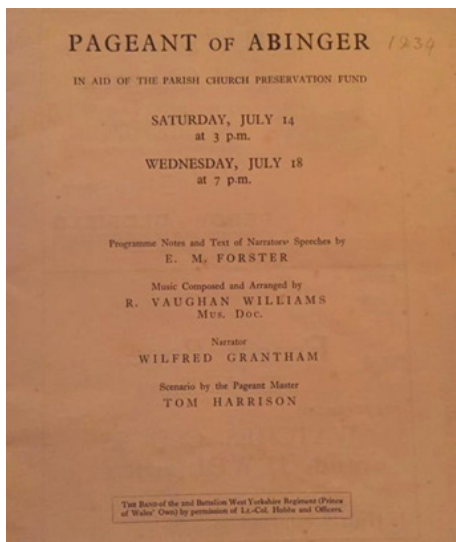 PAGEANT OF ABINGER 1934
IN AID OF THE PARISH CHURCH PRESERVATION FUND
SATURDAY, JULY 14
at 3 p.m.
WEDNESDAY, JULY 18
at 7 p.m.
Programme Notes and Text of Narrators' Speeches by
E. M. FORSTER
Music Composed and Arranged by
R. VAUGHAN WILLIAMS
MUS. DOC.
Narrator
WILFRED GRANTHAM
Scenario by the Pageant Master
TOM HARRISON
THE BAND of the 2nd Battalion West Yorkshire Regiment (Prince
of Wales' Own) by permission of Lt.-Col. Hobbs and Officers.